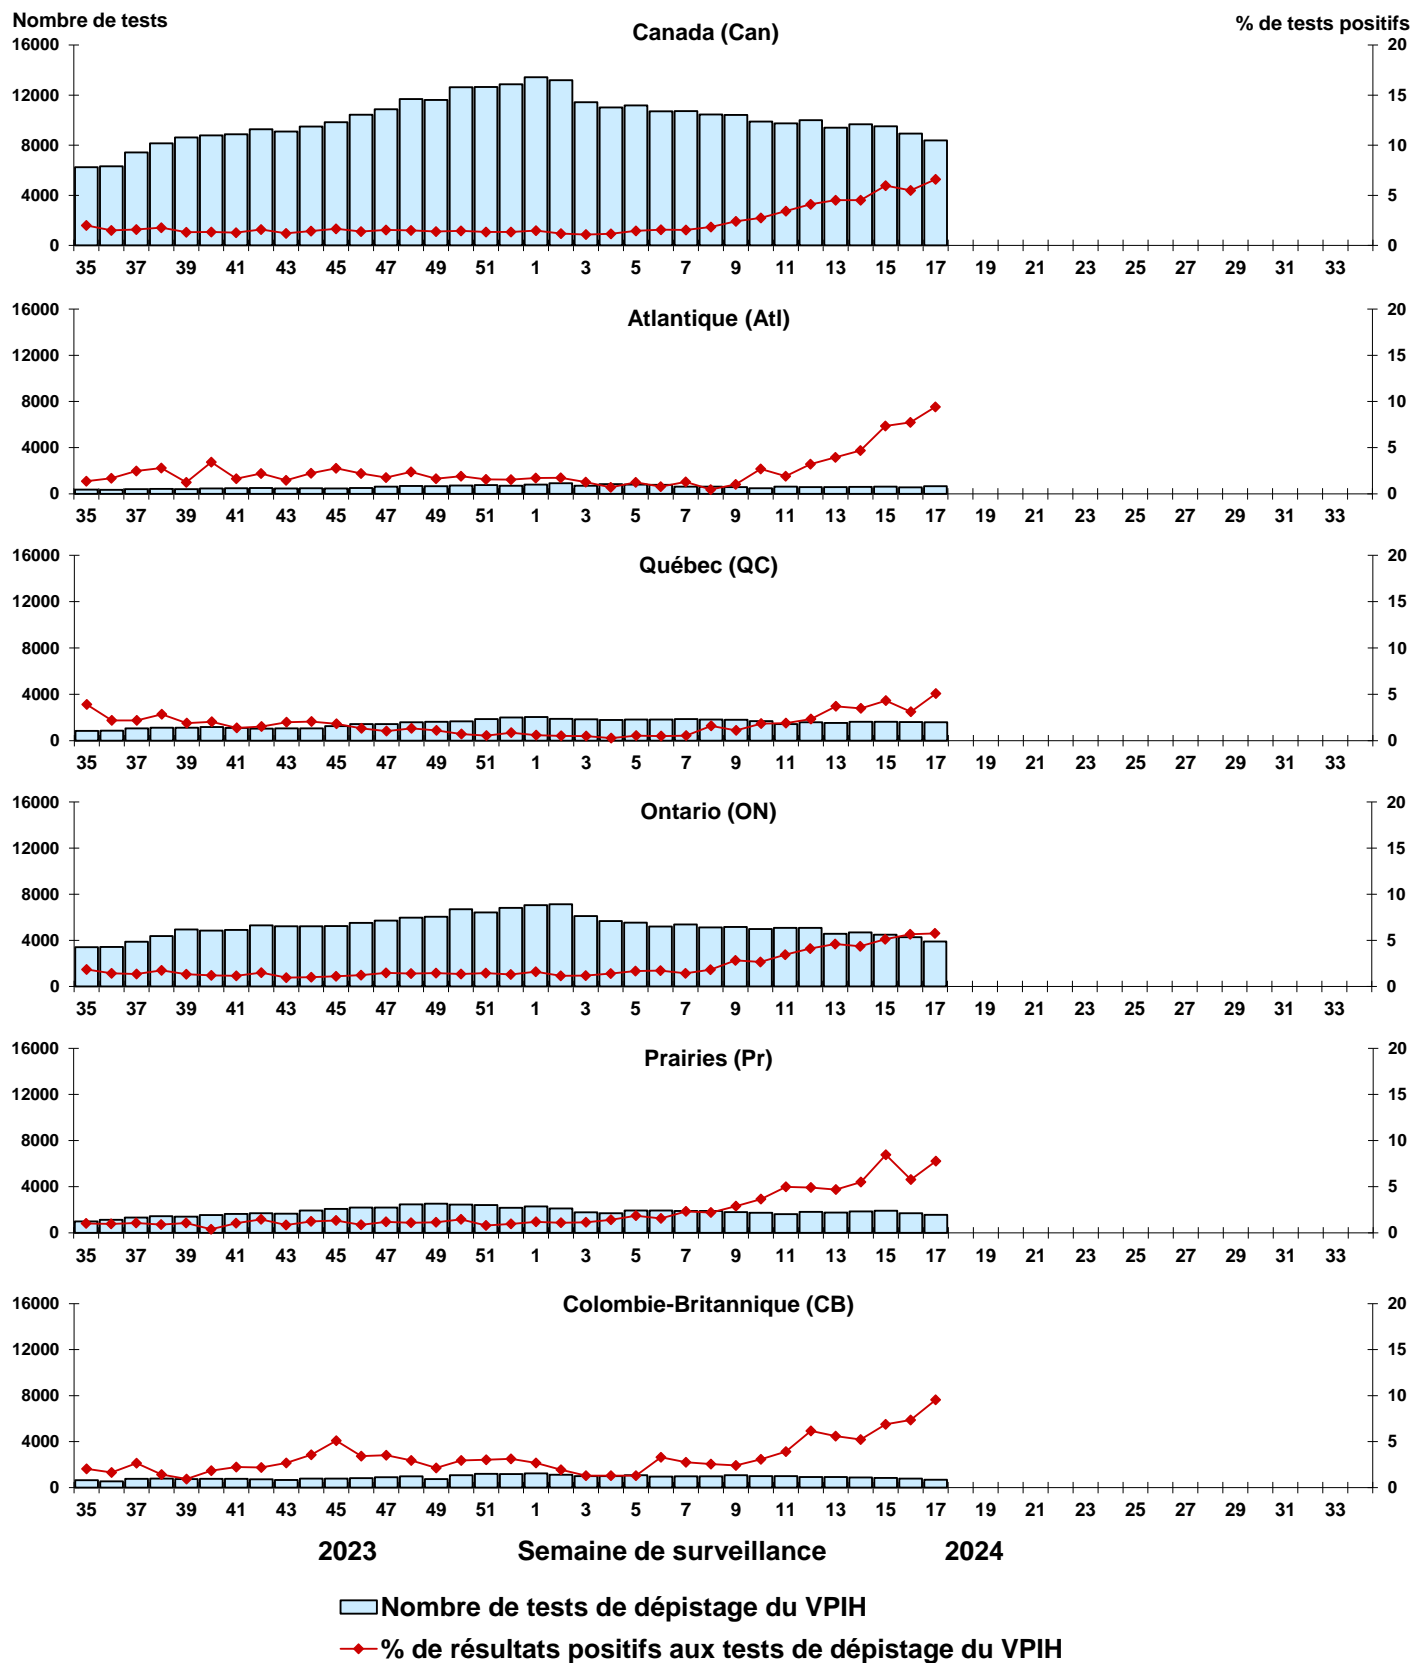 Nombre de tests % de tests positifs
Canada (Can)
16000 20
12000 15
8000 10
4000 5
0 0
35 37 39 41 43 45 47 49 51 1 3 5 7 9 11 13 15 17 19 21 23 25 27 29 31 33
Atlantique (Atl)
16000 20
12000 15
8000 10
4000 5
0 0
35 37 39 41 43 45 47 49 51 1 3 5 7 9 11 13 15 17 19 21 23 25 27 29 31 33
Québec (QC)
16000 20
12000 15
8000 10
4000 5
0 0
35 37 39 41 43 45 47 49 51 1 3 5 7 9 11 13 15 17 19 21 23 25 27 29 31 33
Ontario (ON)
16000 20
12000 15
8000 10
4000 5
0 0
35 37 39 41 43 45 47 49 51 1 3 5 7 9 11 13 15 17 19 21 23 25 27 29 31 33
Prairies (Pr)
16000 20
12000 15
8000 10
4000 5
0 0
35 37 39 41 43 45 47 49 51 1 3 5 7 9 11 13 15 17 19 21 23 25 27 29 31 33
Colombie-Britannique (CB)
16000 20
12000 15
8000 10
4000 5
0 0
35 37 39 41 43 45 47 49 51 1 3 5 7 9 11 13 15 17 19 21 23 25 27 29 31 33
2023 Semaine de surveillance 2024
Nombre de tests de dépistage du VPIH
% de résultats positifs aux tests de dépistage du VPIH